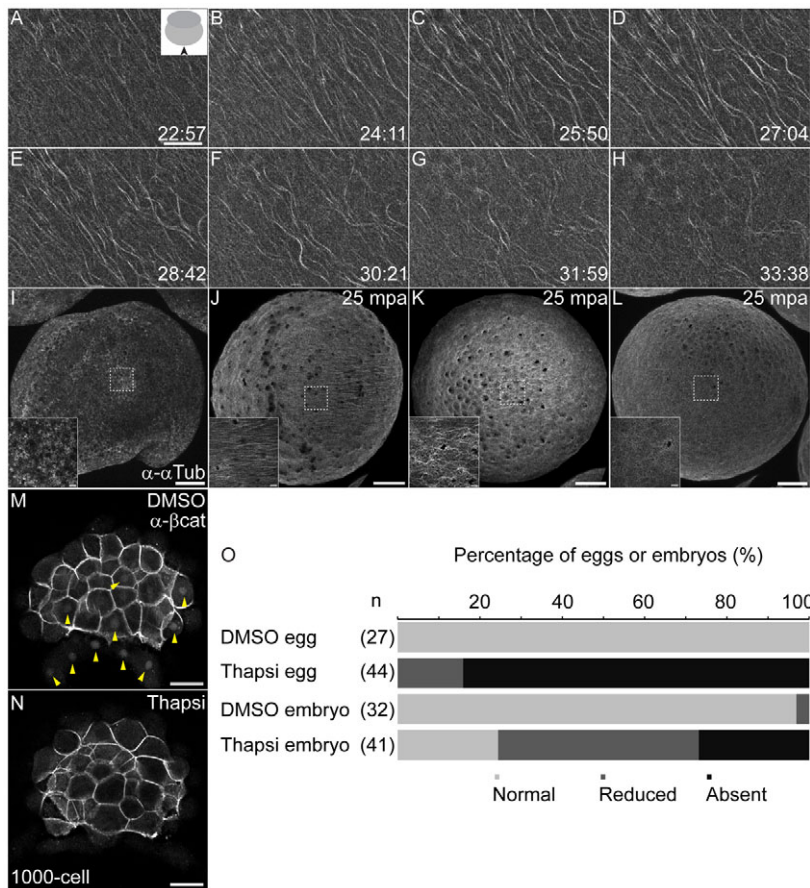 A
B
C
D
22:57
24:11
25:50
27:04
E
F
G
H
28:42
30:21
31:59
33:38
I
J
25 mpa
K
25 mpa
L
25 mpa
α-αTub
M
DMSO
α-βcat
N
Thapsi
1000-cell
O
Percentage of eggs or embryos (%)
n
20
40
60
80
100
DMSO egg (27)
Thapsi egg (44)
DMSO embryo (32)
Thapsi embryo (41)
Normal
Reduced
Absent